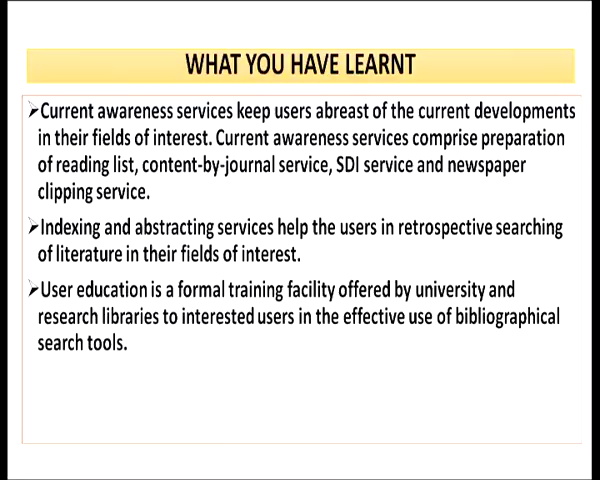 WHAT YOU HAVE LEARNT
➢Current awareness services keep users abreast of the current developments
in their fields of interest. Current awareness services comprise preparation
of reading list, content-by-journal service, SDI service and newspaper
clipping service.
➢Indexing and abstracting services help the users in retrospective searching
of literature in their fields of interest.
➢User education is a formal training facility offered by university and
research libraries to interested users in the effective use of bibliographical
search tools.